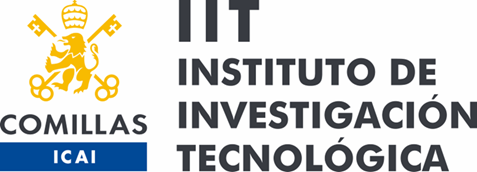 COMILLAS
ICAI
IIT
INSTITUTO DE
INVESTIGACIÓN
TECNOLÓGICA